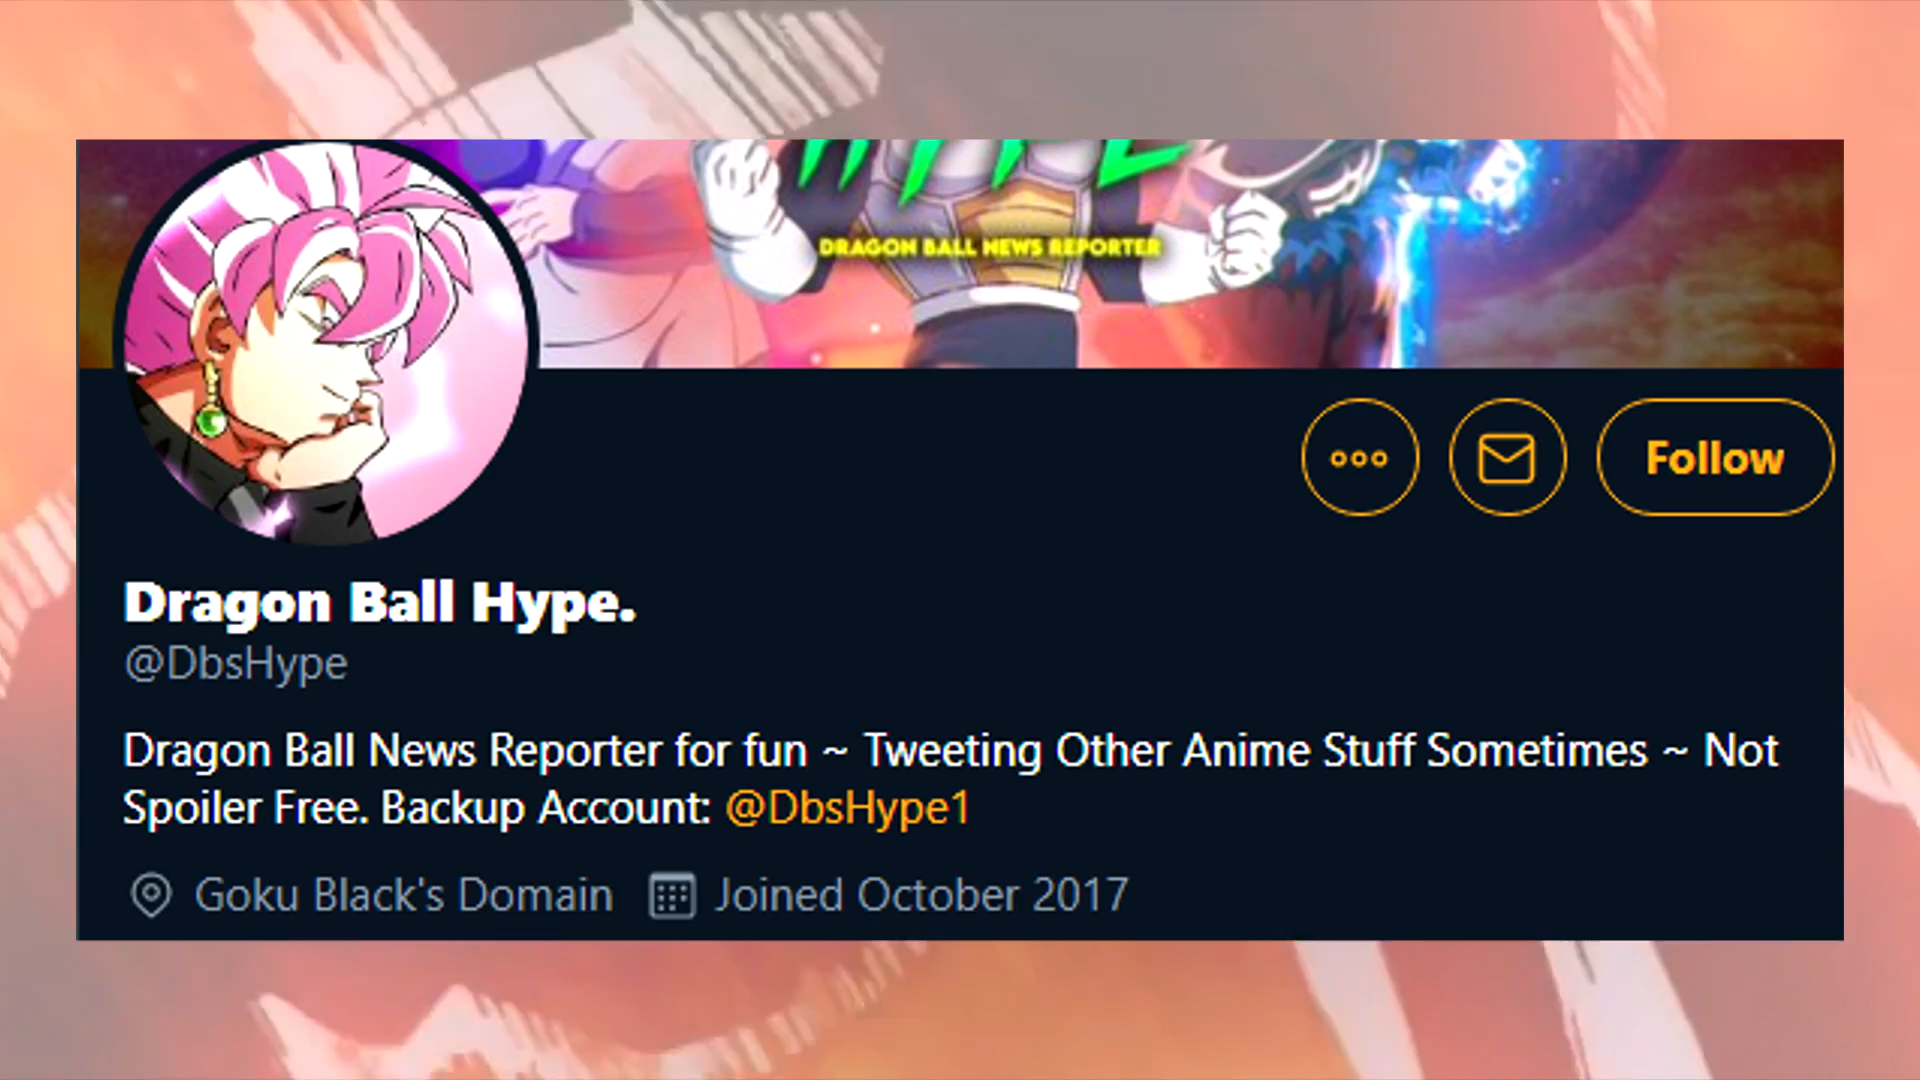 DRAGON BALL NEWS REPORTER
Follow
Dragon Ball Hype.
@DbsHype
Dragon Ball News Reporter for fun ~ Tweeting Other Anime Stuff Sometimes ~ Not
Spoiler Free. Backup Account: @DbsHype1
Goku Black's Domain Joined October 2017